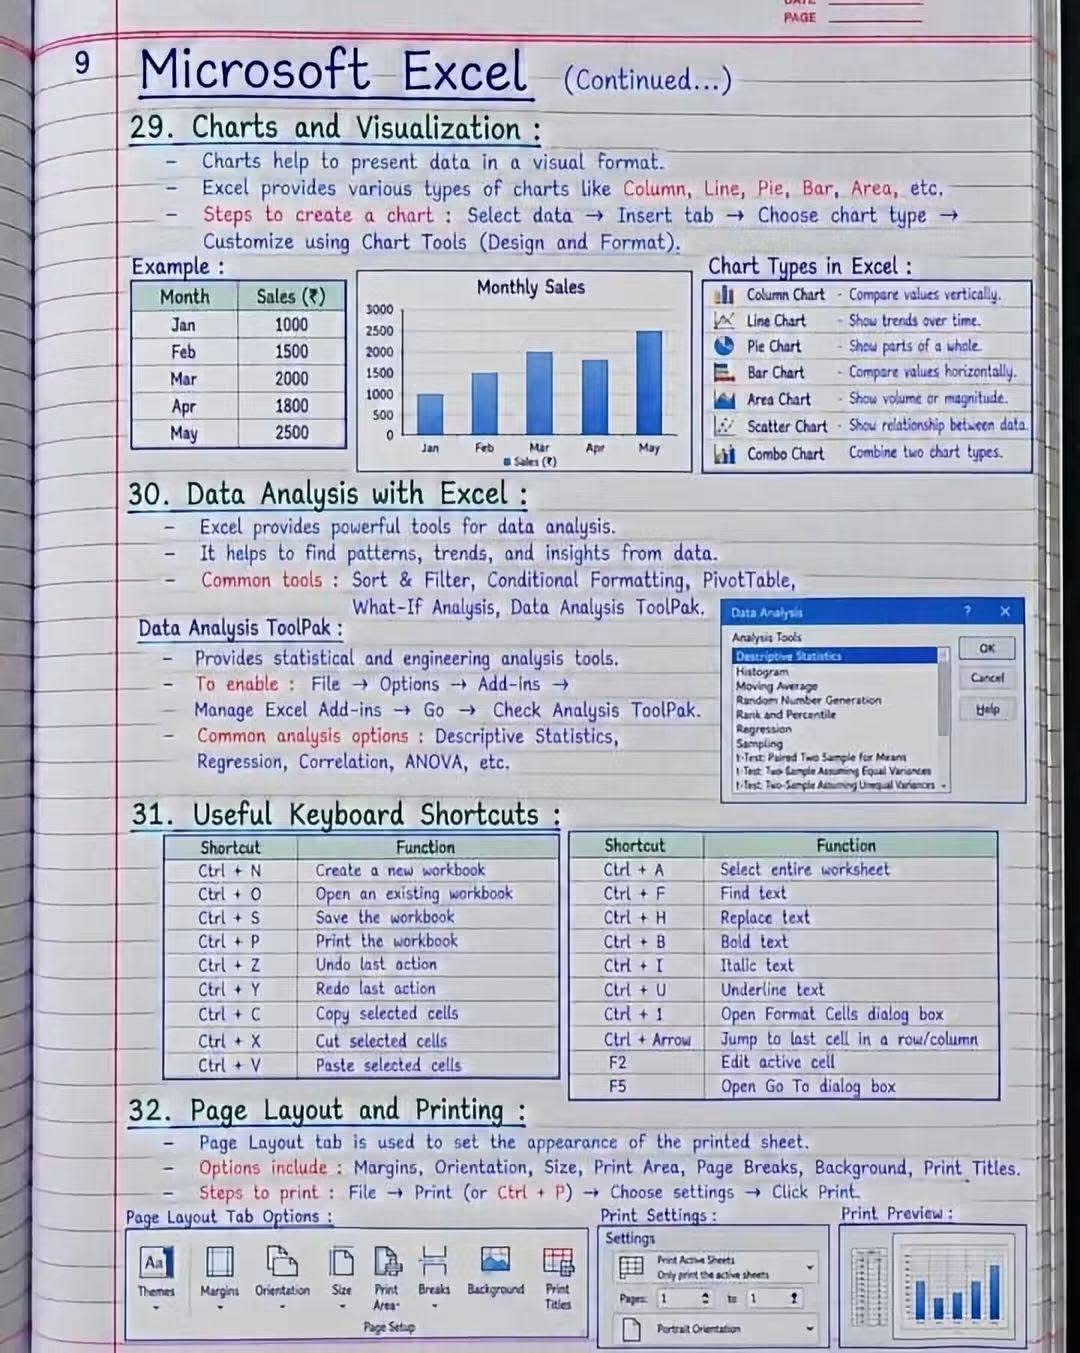 DATE
PAGE
9
Microsoft Excel (Continued...)
29. Charts and Visualization :
- Charts help to present data in a visual format.
- Excel provides various types of charts like Column, Line, Pie, Bar, Area, etc.
- Steps to create a chart : Select data → Insert tab → Choose chart type →
Customize using Chart Tools (Design and Format).
Example :
Month Sales (₹)
Jan 1000
Feb 1500
Mar 2000
Apr 1800
May 2500
Monthly Sales
3000
2500
2000
1500
1000
500
0
Jan Feb Mar Apr May
Sales (₹)
Chart Types in Excel :
Column Chart - Compare values vertically.
Line Chart - Show trends over time.
Pie Chart - Show parts of a whole.
Bar Chart - Compare values horizontally.
Area Chart - Show volume or magnitude.
Scatter Chart - Show relationship between data.
Combo Chart Combine two chart types.
30. Data Analysis with Excel :
- Excel provides powerful tools for data analysis.
- It helps to find patterns, trends, and insights from data.
- Common tools : Sort & Filter, Conditional Formatting, PivotTable,
What-If Analysis, Data Analysis ToolPak.
Data Analysis ToolPak :
- Provides statistical and engineering analysis tools.
- To enable : File → Options → Add-ins →
Manage Excel Add-ins → Go → Check Analysis ToolPak.
- Common analysis options : Descriptive Statistics,
Regression, Correlation, ANOVA, etc.
Data Analysis ? X
Analysis Tools
Descriptive Statistics
Histogram
Moving Average
Random Number Generation
Rank and Percentile
Regression
Sampling
t-Test: Paired Two Sample for Means
t-Test: Two-Sample Assuming Equal Variances
t-Test: Two-Sample Assuming Unequal Variances
OK
Cancel
Help
31. Useful Keyboard Shortcuts :
Shortcut Function
Ctrl + N Create a new workbook
Ctrl + O Open an existing workbook
Ctrl + S Save the workbook
Ctrl + P Print the workbook
Ctrl + Z Undo last action
Ctrl + Y Redo last action
Ctrl + C Copy selected cells
Ctrl + X Cut selected cells
Ctrl + V Paste selected cells
Shortcut Function
Ctrl + A Select entire worksheet
Ctrl + F Find text
Ctrl + H Replace text
Ctrl + B Bold text
Ctrl + I Italic text
Ctrl + U Underline text
Ctrl + 1 Open Format Cells dialog box
Ctrl + Arrow Jump to last cell in a row/column
F2 Edit active cell
F5 Open Go To dialog box
32. Page Layout and Printing :
- Page Layout tab is used to set the appearance of the printed sheet.
- Options include : Margins, Orientation, Size, Print Area, Page Breaks, Background, Print Titles.
- Steps to print : File → Print (or Ctrl + P) → Choose settings → Click Print.
Page Layout Tab Options :
Aa
Themes Margins Orientation Size Print Area Breaks Background Print Titles
Page Setup
Print Settings :
Settings
Print Active Sheets
Only print the active sheets
Pages: 1 to 1
Portrait Orientation
Print Preview :